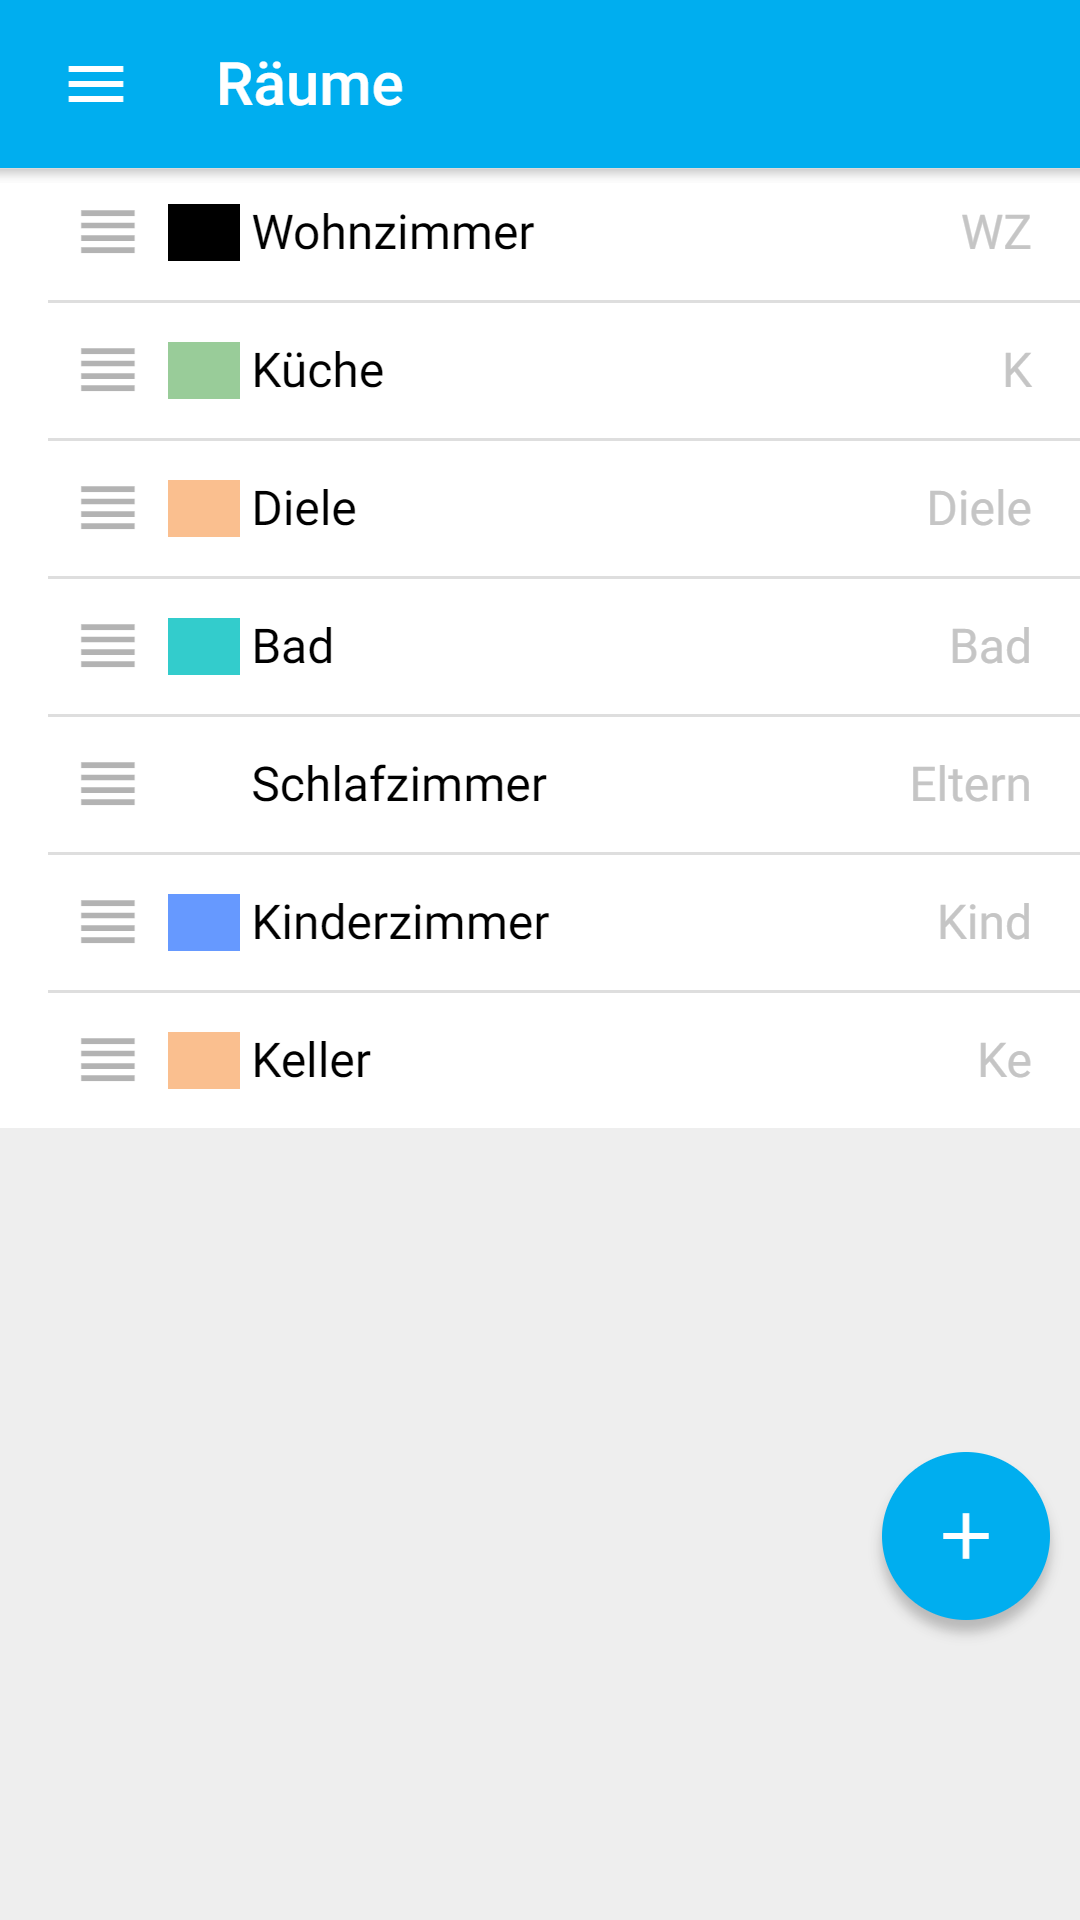 Räume
Wohnzimmer WZ
Küche K
Diele Diele
Bad Bad
Schlafzimmer Eltern
Kinderzimmer Kind
Keller Ke